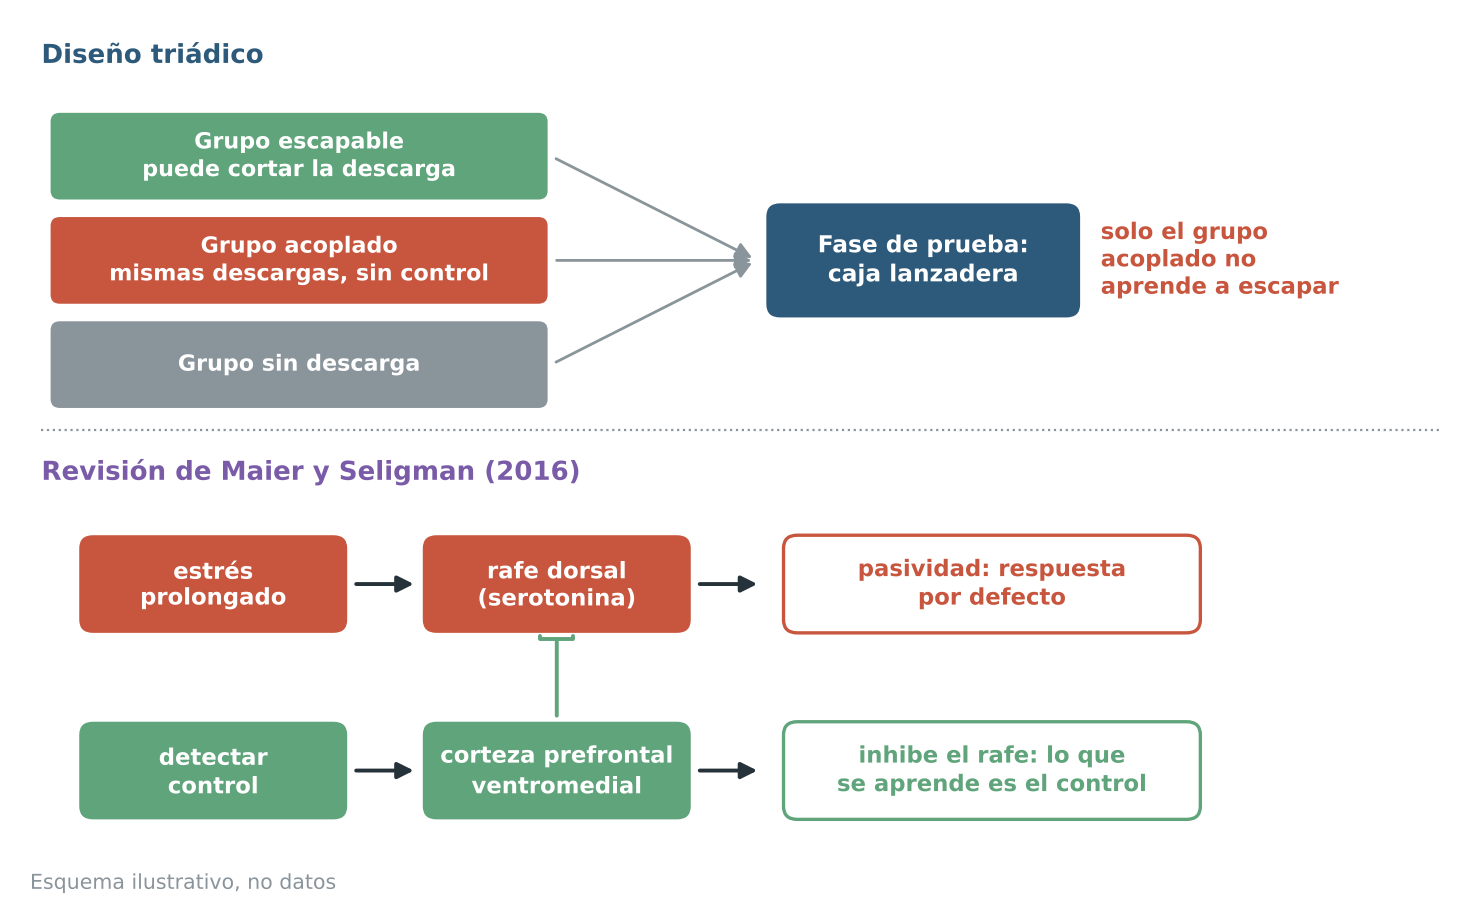 Diseño triádico
Grupo escapable
puede cortar la descarga
Grupo acoplado
mismas descargas, sin control
Grupo sin descarga
Fase de prueba:
caja lanzadera
solo el grupo
acoplado no
aprende a escapar
Revisión de Maier y Seligman (2016)
estrés
prolongado
rafe dorsal
(serotonina)
pasividad: respuesta
por defecto
detectar
control
corteza prefrontal
ventromedial
inhibe el rafe: lo que
se aprende es el control
Esquema ilustrativo, no datos